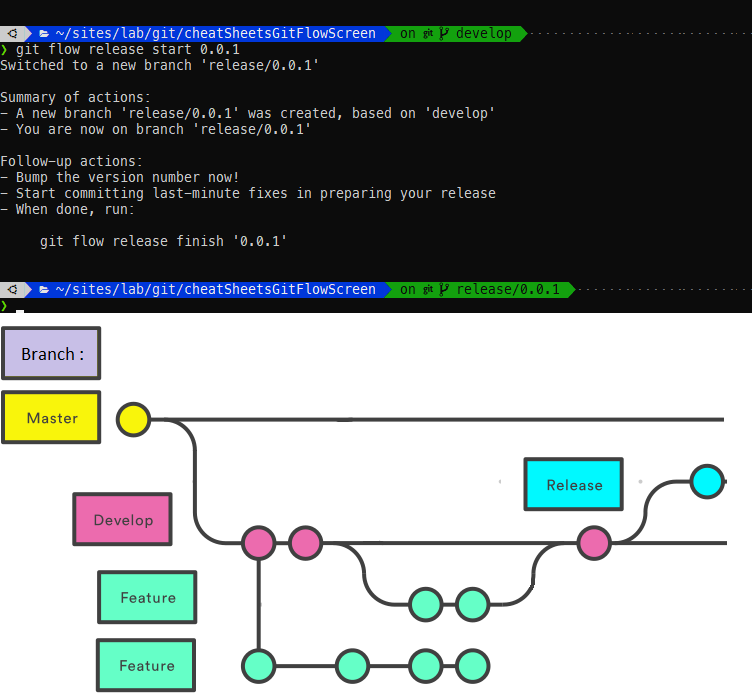 ~/sites/lab/git/cheatSheetsGitFlowScreen on git develop
❯ git flow release start 0.0.1
Switched to a new branch 'release/0.0.1'
Summary of actions:
- A new branch 'release/0.0.1' was created, based on 'develop'
- You are now on branch 'release/0.0.1'
Follow-up actions:
- Bump the version number now!
- Start committing last-minute fixes in preparing your release
- When done, run:
git flow release finish '0.0.1'
~/sites/lab/git/cheatSheetsGitFlowScreen on git release/0.0.1
❯
Branch :
Master
Release
Develop
Feature
Feature